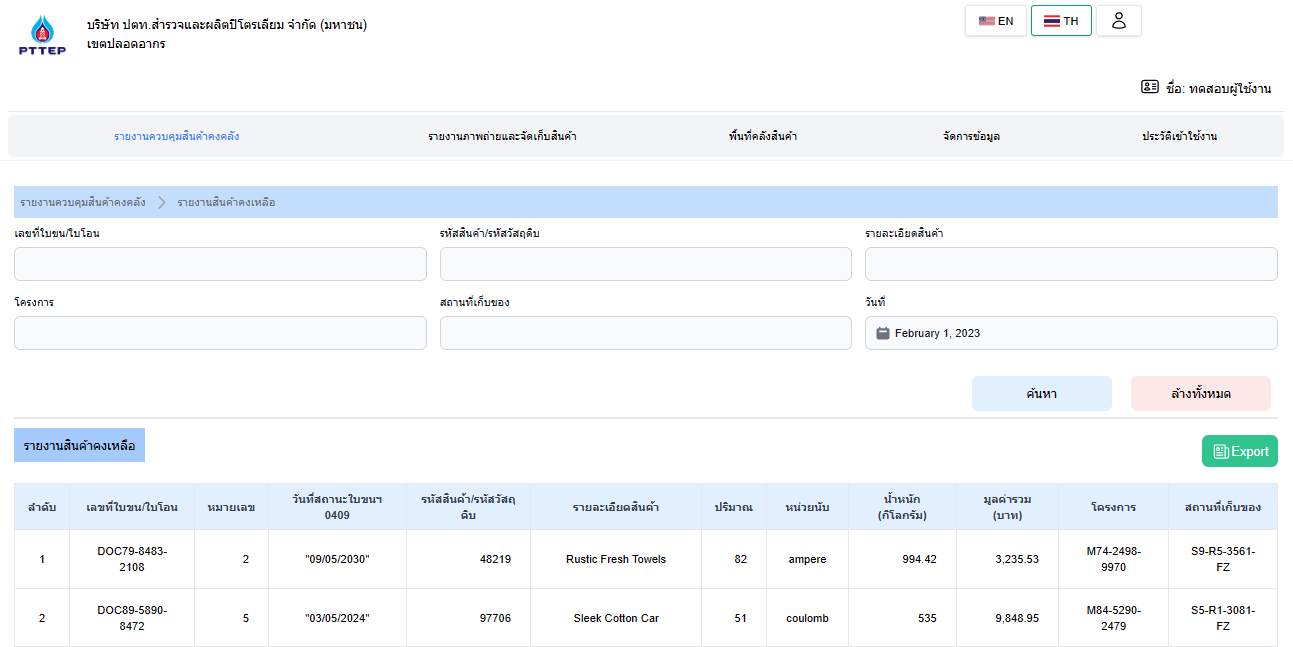 บริษัท ปตท.สำรวจและผลิตปิโตรเลียม จำกัด (มหาชน)
เขตปลอดอากร
PTTEP
EN
TH
ชื่อ: ทดสอบผู้ใช้งาน
รายงานควบคุมสินค้าคงคลัง
รายงานภาพถ่ายและจัดเก็บสินค้า
พื้นที่คลังสินค้า
จัดการข้อมูล
ประวัติเข้าใช้งาน
รายงานควบคุมสินค้าคงคลัง
รายงานสินค้าคงเหลือ
เลขที่ใบขน/ใบโอน
รหัสสินค้า/รหัสวัสถุดิบ
รายละเอียดสินค้า
โครงการ
สถานที่เก็บของ
วันที่
February 1, 2023
ค้นหา
ล้างทั้งหมด
รายงานสินค้าคงเหลือ
Export
ลำดับ
เลขที่ใบขน/ใบโอน
หมายเลข
วันที่สถานะใบขนฯ
0409
รหัสสินค้า/รหัสวัสถุ
ดิบ
รายละเอียดสินค้า
ปริมาณ
หน่วยนับ
น้ำหนัก
(กิโลกรัม)
มูลค่ารวม
(บาท)
โครงการ
สถานที่เก็บของ
1
DOC79-8483-
2108
2
"09/05/2030"
48219
Rustic Fresh Towels
82
ampere
994.42
3,235.53
M74-2498-
9970
S9-R5-3561-
FZ
2
DOC89-5890-
8472
5
"03/05/2024"
97706
Sleek Cotton Car
51
coulomb
535
9,848.95
M84-5290-
2479
S5-R1-3081-
FZ